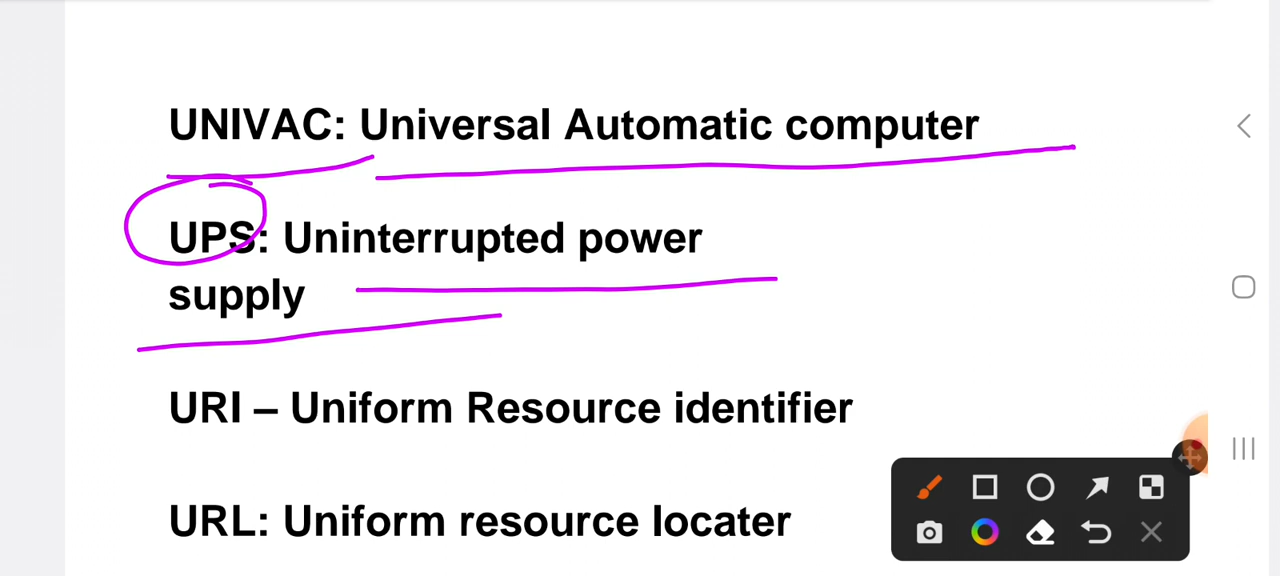 UNIVAC: Universal Automatic computer
UPS: Uninterrupted power
supply
URI – Uniform Resource identifier
URL: Uniform resource locater